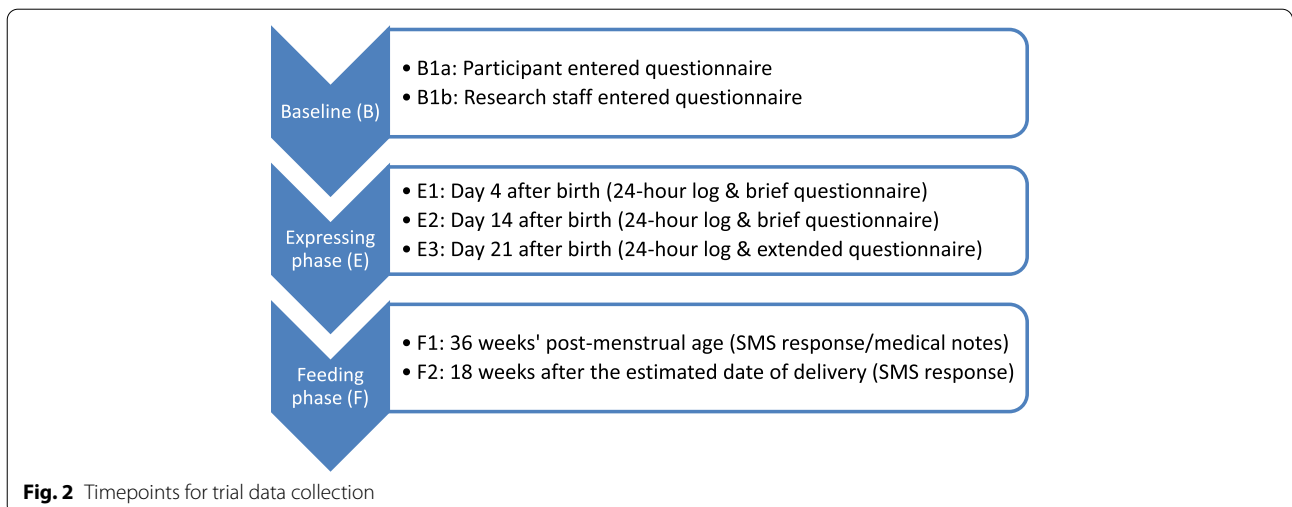 Baseline (B)
• B1a: Participant entered questionnaire
• B1b: Research staff entered questionnaire
Expressing
phase (E)
• E1: Day 4 after birth (24-hour log & brief questionnaire)
• E2: Day 14 after birth (24-hour log & brief questionnaire)
• E3: Day 21 after birth (24-hour log & extended questionnaire)
Feeding
phase (F)
• F1: 36 weeks' post-menstrual age (SMS response/medical notes)
• F2: 18 weeks after the estimated date of delivery (SMS response)
Fig. 2 Timepoints for trial data collection